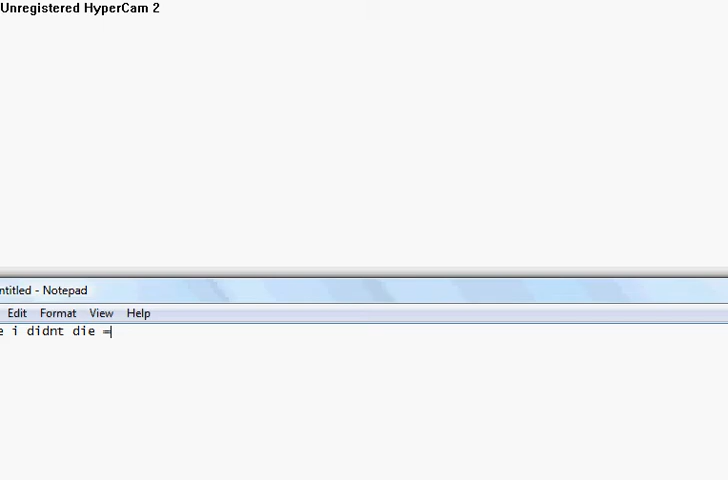 Unregistered HyperCam 2
ntitled - Notepad
Edit Format View Help
e i didnt die =